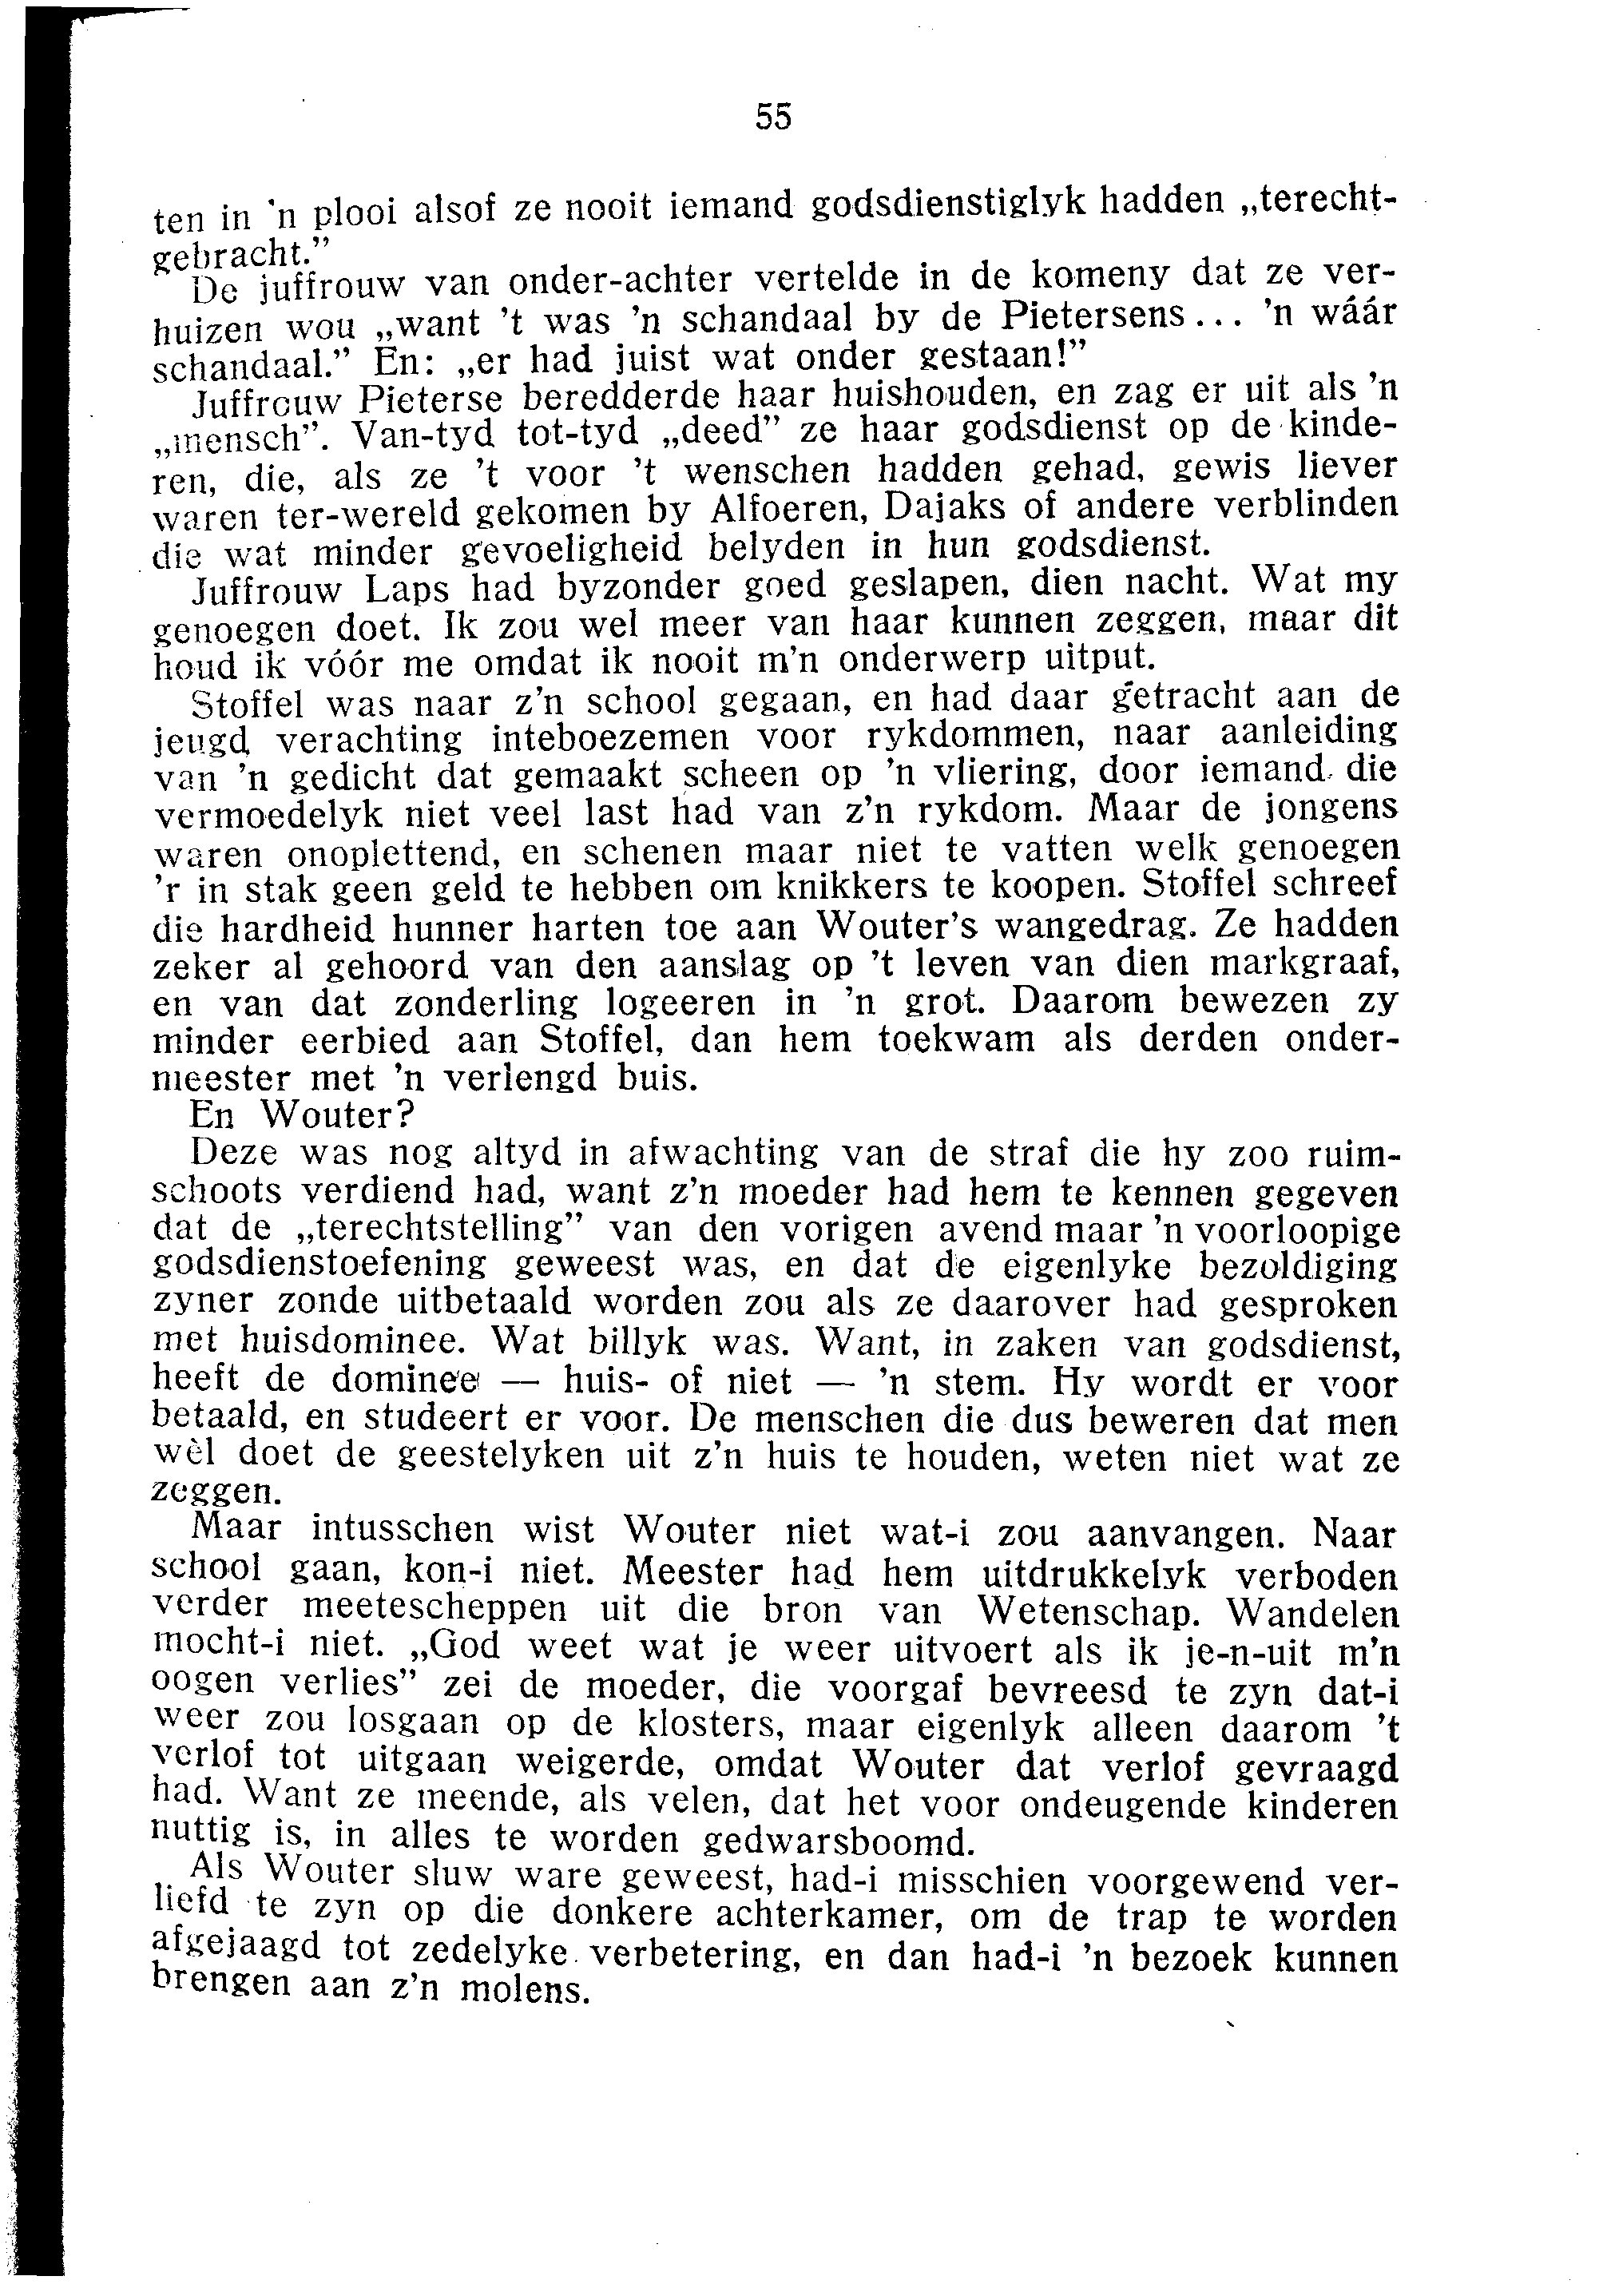 55
ten in 'n plooi alsof ze nooit iemand godsdienstiglyk hadden „terecht-
gebracht.”
De juffrouw van onder-achter vertelde in de komeny dat ze ver-
huizen wou „want 't was 'n schandaal by de Pietersens... 'n wáár
schandaal.” En: „er had juist wat onder gestaan!”
Juffrouw Pieterse beredderde haar huishouden, en zag er uit als 'n
„mensch”. Van-tyd tot-tyd „deed” ze haar godsdienst op de kinde-
ren, die, als ze 't voor 't wenschen hadden gehad, gewis liever
waren ter-wereld gekomen by Alfoeren, Dajaks of andere verblinden
die wat minder gevoeligheid belyden in hun godsdienst.
Juffrouw Laps had byzonder goed geslapen, dien nacht. Wat my
genoegen doet. Ik zou wel meer van haar kunnen zeggen, maar dit
houd ik vóór me omdat ik nooit m'n onderwerp uitput.
Stoffel was naar z'n school gegaan, en had daar getracht aan de
jeugd verachting inteboezemen voor rykdommen, naar aanleiding
van 'n gedicht dat gemaakt scheen op 'n vliering, door iemand die
vermoedelyk niet veel last had van z'n rykdom. Maar de jongens
waren onoplettend, en schenen maar niet te vatten welk genoegen
'r in stak geen geld te hebben om knikkers te koopen. Stoffel schreef
die hardheid hunner harten toe aan Wouter's wangedrag. Ze hadden
zeker al gehoord van den aanslag op 't leven van dien markgraaf,
en van dat zonderling logeeren in 'n grot. Daarom bewezen zy
minder eerbied aan Stoffel, dan hem toekwam als derden onder-
meester met 'n verlengd buis.
En Wouter?
Deze was nog altyd in afwachting van de straf die hy zoo ruim-
schoots verdiend had, want z'n moeder had hem te kennen gegeven
dat de „terechtstelling” van den vorigen avend maar 'n voorloopige
godsdienstoefening geweest was, en dat de eigenlyke bezoldiging
zyner zonde uitbetaald worden zou als ze daarover had gesproken
met huisdominee. Wat billyk was. Want, in zaken van godsdienst,
heeft de dominee — huis- of niet — 'n stem. Hy wordt er voor
betaald, en studeert er voor. De menschen die dus beweren dat men
wèl doet de geestelyken uit z'n huis te houden, weten niet wat ze
zeggen.
Maar intusschen wist Wouter niet wat-i zou aanvangen. Naar
school gaan, kon-i niet. Meester had hem uitdrukkelyk verboden
verder meetescheppen uit die bron van Wetenschap. Wandelen
mocht-i niet. „God weet wat je weer uitvoert als ik je-n-uit m'n
oogen verlies” zei de moeder, die voorgaf bevreesd te zyn dat-i
weer zou losgaan op de klosters, maar eigenlyk alleen daarom 't
verlof tot uitgaan weigerde, omdat Wouter dat verlof gevraagd
had. Want ze meende, als velen, dat het voor ondeugende kinderen
nuttig is, in alles te worden gedwarsboomd.
Als Wouter sluw ware geweest, had-i misschien voorgewend ver-
liefd te zyn op die donkere achterkamer, om de trap te worden
afgejaagd tot zedelyke verbetering, en dan had-i 'n bezoek kunnen
brengen aan z'n molens.